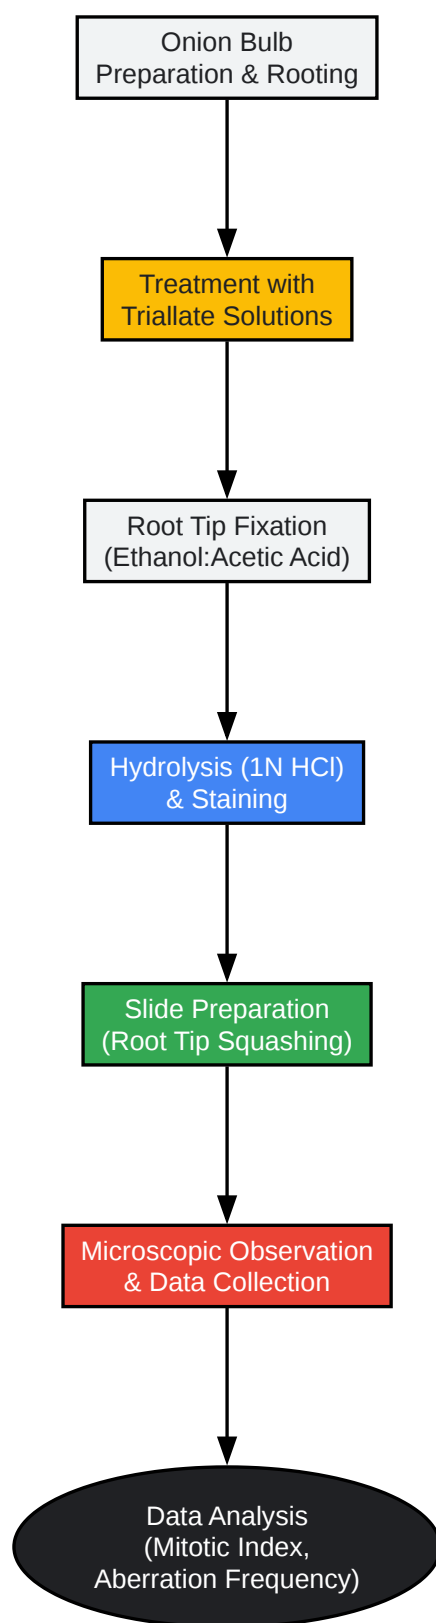 Onion Bulb
Preparation & Rooting
Treatment with
Triallate Solutions
Root Tip Fixation
(Ethanol:Acetic Acid)
Hydrolysis (1N HCl)
& Staining
Slide Preparation
(Root Tip Squashing)
Microscopic Observation
& Data Collection
Data Analysis
(Mitotic Index,
Aberration Frequency)